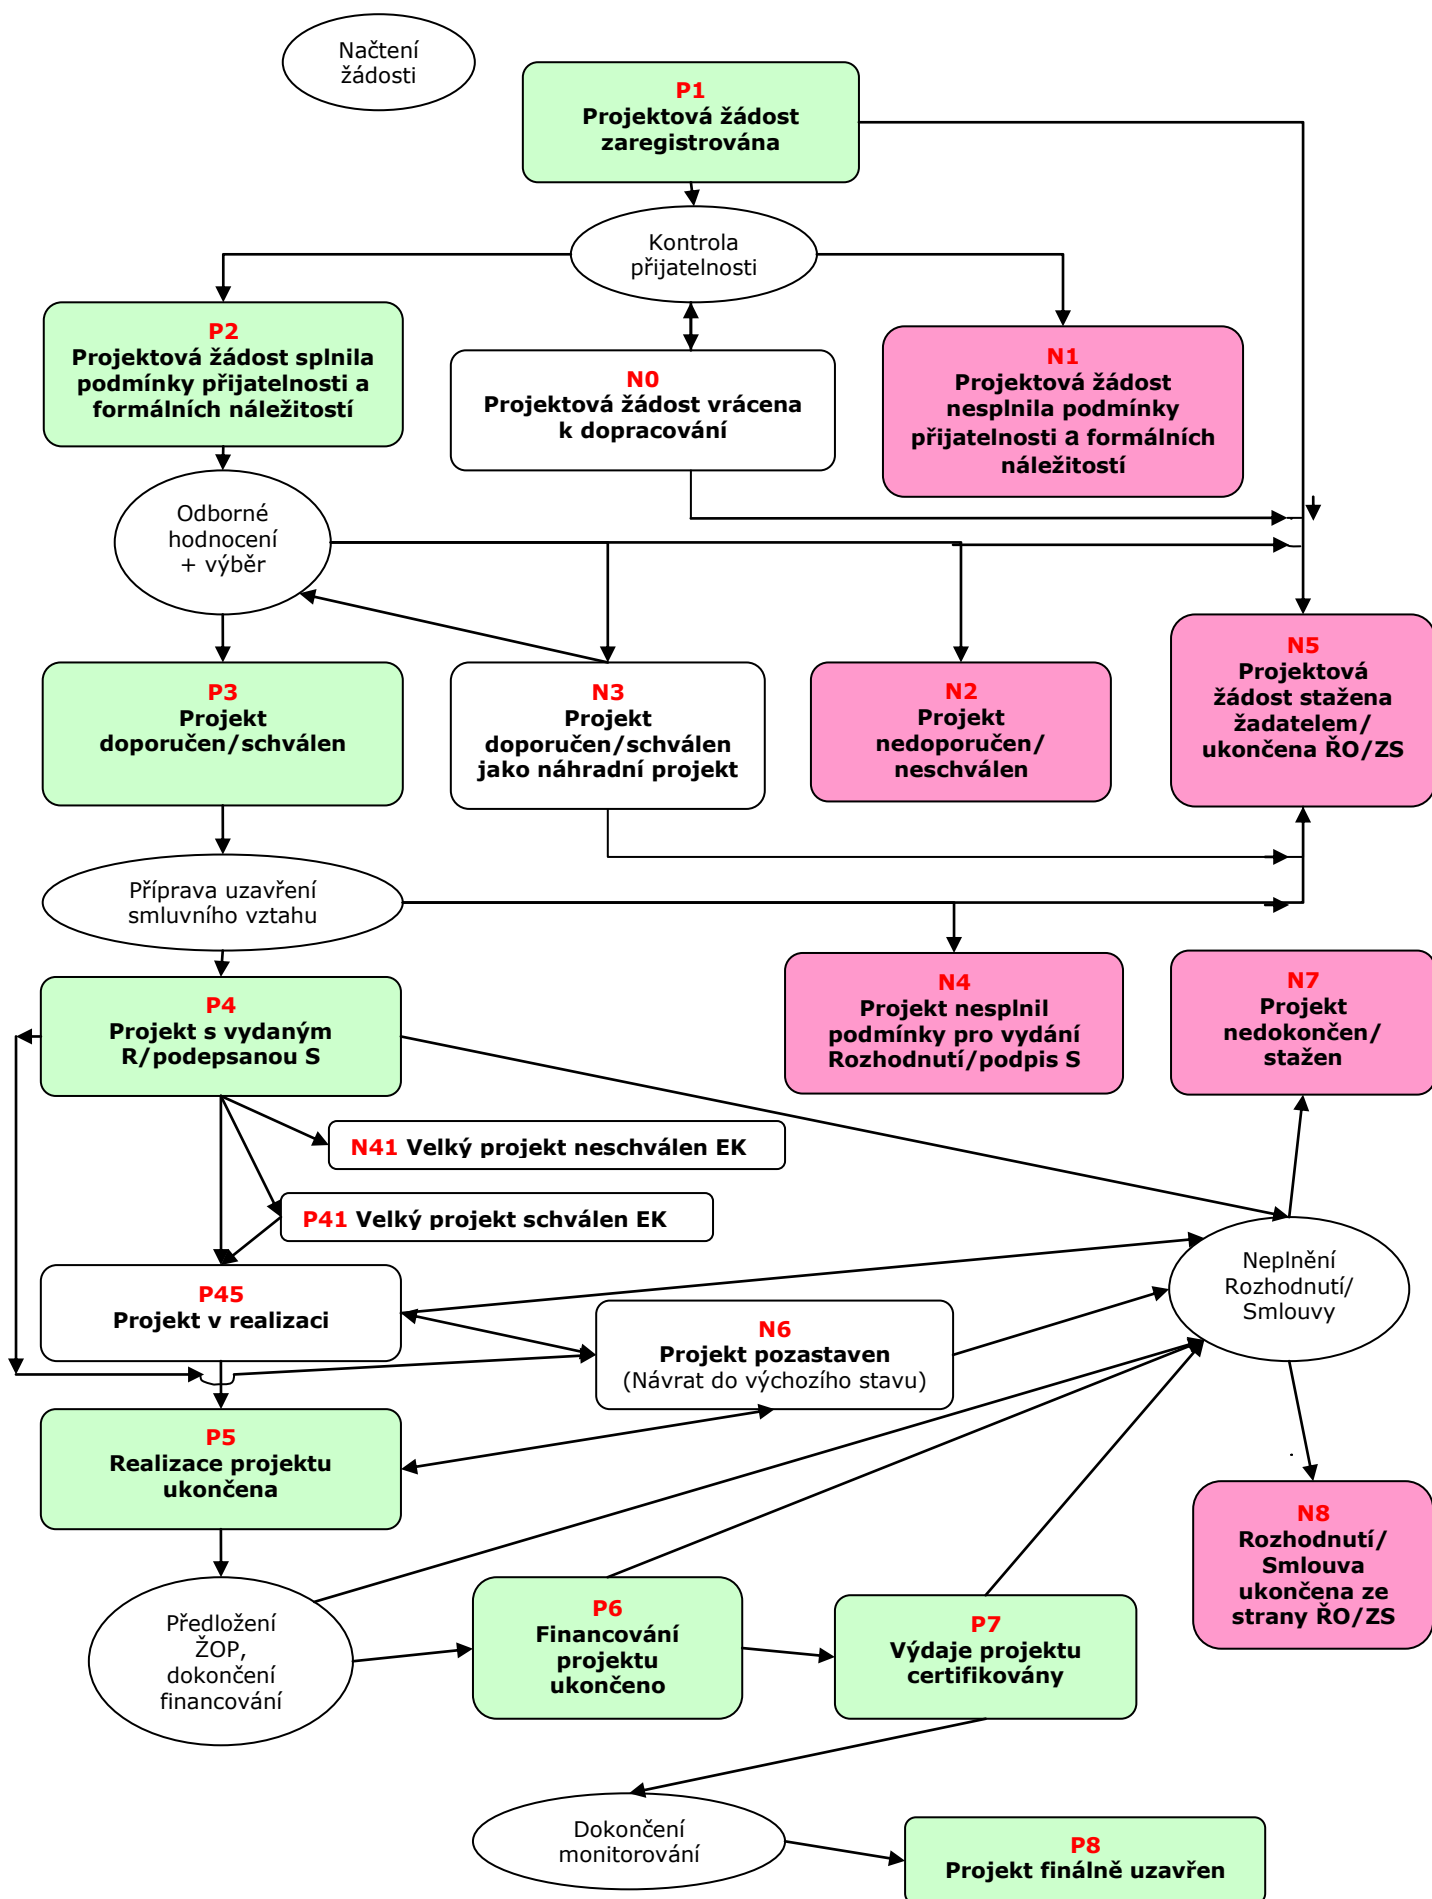 Načtení
žádosti
P1
Projektová žádost
zaregistrována
Kontrola
přijatelnosti
P2
Projektová žádost splnila
podmínky přijatelnosti a
formálních náležitostí
N0
Projektová žádost vrácena
k dopracování
N1
Projektová žádost
nesplnila podmínky
přijatelnosti a formálních
náležitostí
Odborné
hodnocení
+ výběr
P3
Projekt
doporučen/schválen
N3
Projekt
doporučen/schválen
jako náhradní projekt
N2
Projekt
nedoporučen/
neschválen
N5
Projektová
žádost stažena
žadatelem/
ukončena ŘO/ZS
Příprava uzavření
smluvního vztahu
P4
Projekt s vydaným
R/podepsanou S
N4
Projekt nesplnil
podmínky pro vydání
Rozhodnutí/podpis S
N7
Projekt
nedokončen/
stažen
N41 Velký projekt neschválen EK
P41 Velký projekt schválen EK
P45
Projekt v realizaci
N6
Projekt pozastaven
(Návrat do výchozího stavu)
Neplnění
Rozhodnutí/
Smlouvy
P5
Realizace projektu
ukončena
N8
Rozhodnutí/
Smlouva
ukončena ze
strany ŘO/ZS
Předložení
ŽOP,
dokončení
financování
P6
Financování
projektu
ukončeno
P7
Výdaje projektu
certifikovány
Dokončení
monitorování
P8
Projekt finálně uzavřen